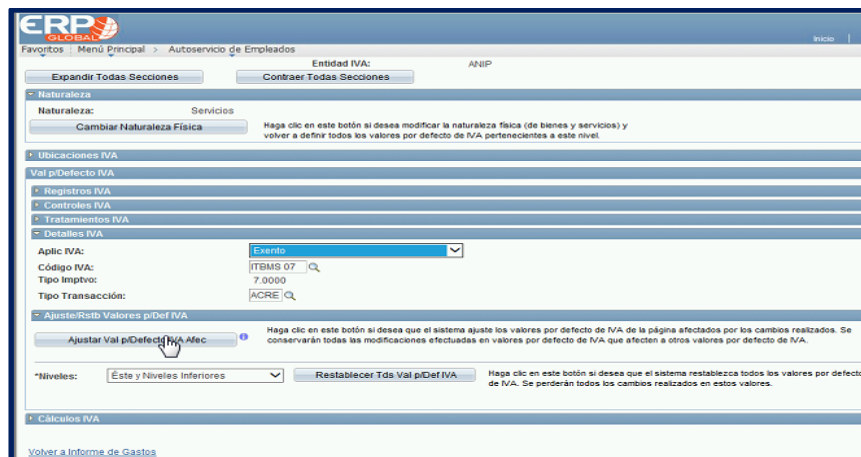 ERP
GLOBAL
Inicio
Favoritos Menú Principal > Autoservicio de Empleados
Entidad IVA: ANIP
Expandir Todas Secciones Contraer Todas Secciones
Naturaleza
Naturaleza: Servicios
Cambiar Naturaleza Física Haga clic en este botón si desea modificar la naturaleza física (de bienes y servicios) y
volver a definir todos los valores por defecto de IVA pertenecientes a este nivel.
Ubicaciones IVA
Val p/Defecto IVA
Registros IVA
Controles IVA
Tratamientos IVA
Detalles IVA
Aplic IVA: Exento
Código IVA: ITBMS 07
Tipo Imptvo: 7.0000
Tipo Transacción: ACRE
Ajuste/Rstb Valores p/Def IVA
Ajustar Val p/Defecto IVA Afec Haga clic en este botón si desea que el sistema ajuste los valores por defecto de IVA de la página afectados por los cambios realizados. Se
conservarán todas las modificaciones efectuadas en valores por defecto de IVA que afecten a otros valores por defecto de IVA.
*Niveles: Éste y Niveles Inferiores Restablecer Tds Val p/Def IVA Haga clic en este botón si desea que el sistema restablezca todos los valores por defecto
de IVA. Se perderán todos los cambios realizados en estos valores.
Cálculos IVA
Volver a Informe de Gastos